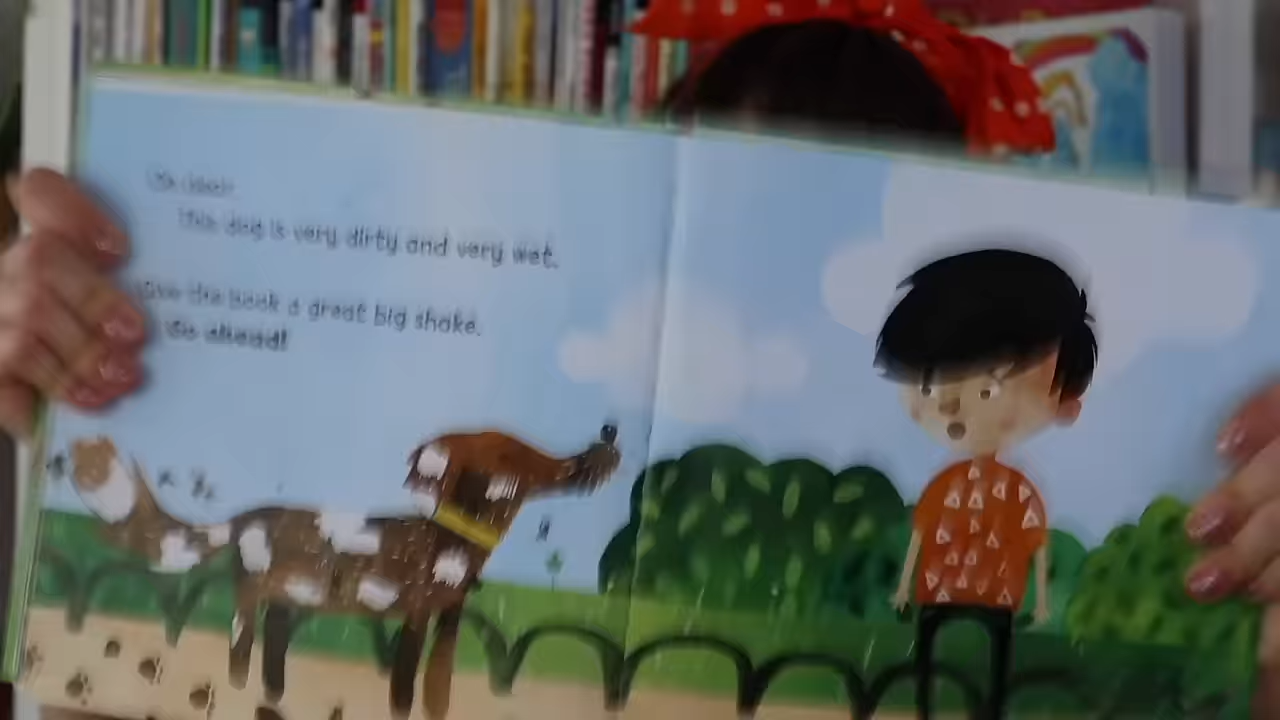 Oh dear!
This dog is very dirty and very wet.
Give the book a great big shake.
Go ahead!